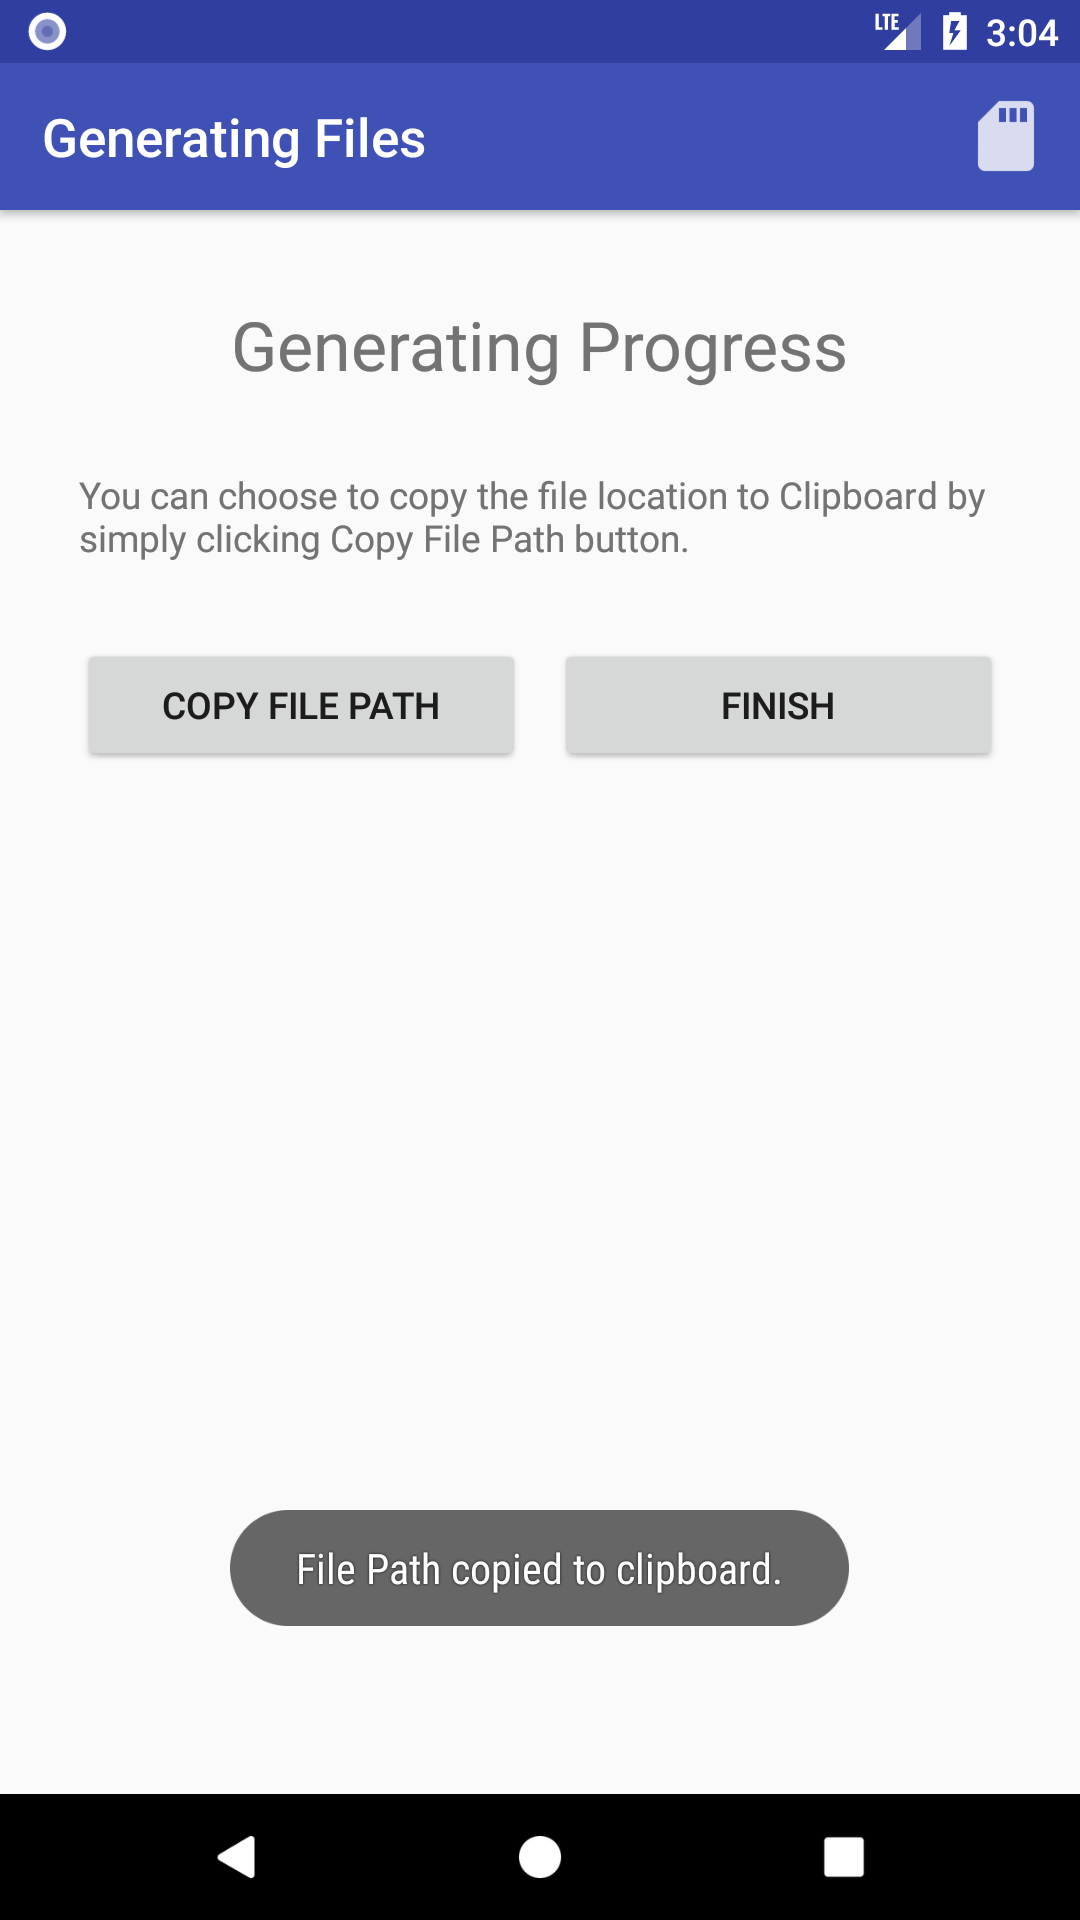 LTE 3:04
Generating Files
Generating Progress
You can choose to copy the file location to Clipboard by
simply clicking Copy File Path button.
COPY FILE PATH FINISH
File Path copied to clipboard.